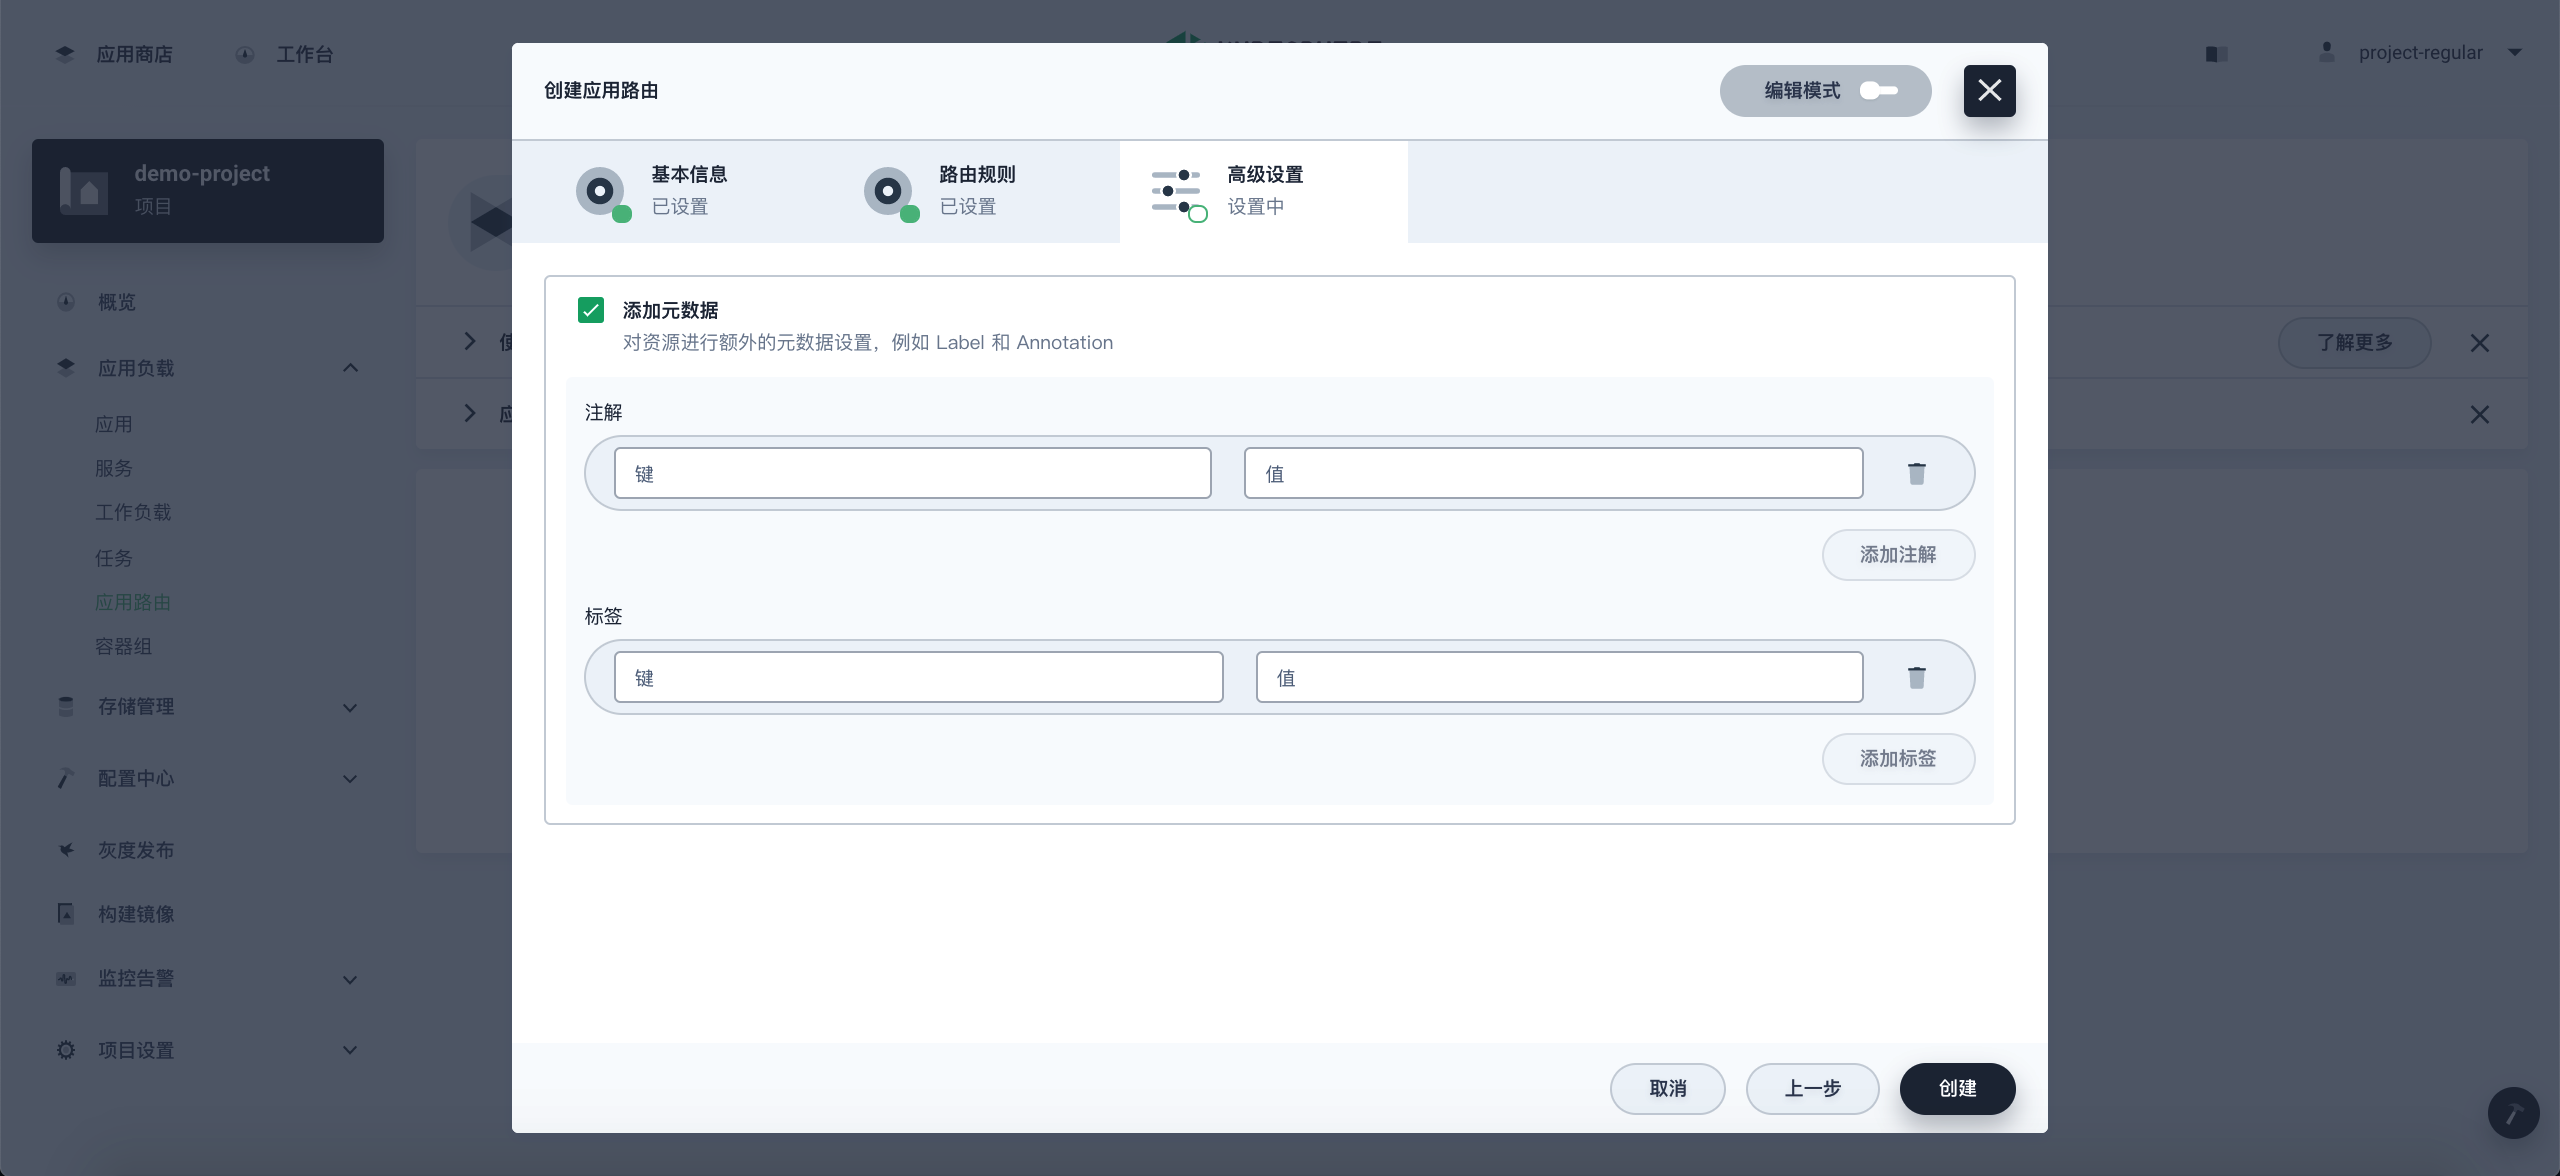 应用商店
工作台
project-regular
demo-project
项目
概览
应用负载
应用
服务
工作负载
任务
应用路由
容器组
存储管理
配置中心
灰度发布
构建镜像
监控告警
项目设置
创建应用路由
编辑模式
基本信息
已设置
路由规则
已设置
高级设置
设置中
添加元数据
对资源进行额外的元数据设置，例如 Label 和 Annotation
注解
键
值
添加注解
标签
键
值
添加标签
取消
上一步
创建
了解更多